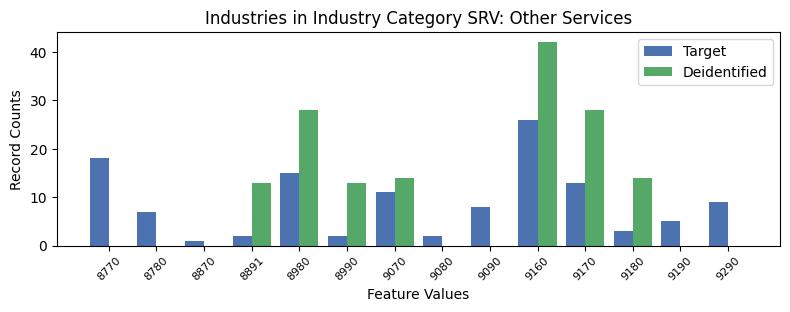 Industries in Industry Category SRV: Other Services
Target
Deidentified
Record Counts
40
30
20
10
0
8770 8780 8870 8891 8980 8990 9070 9080 9090 9160 9170 9180 9190 9290
Feature Values